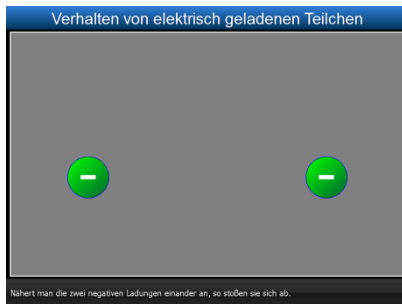 Verhalten von elektrisch geladenen Teilchen
− −
Nähert man die zwei negativen Ladungen einander an, so stoßen sie sich ab.